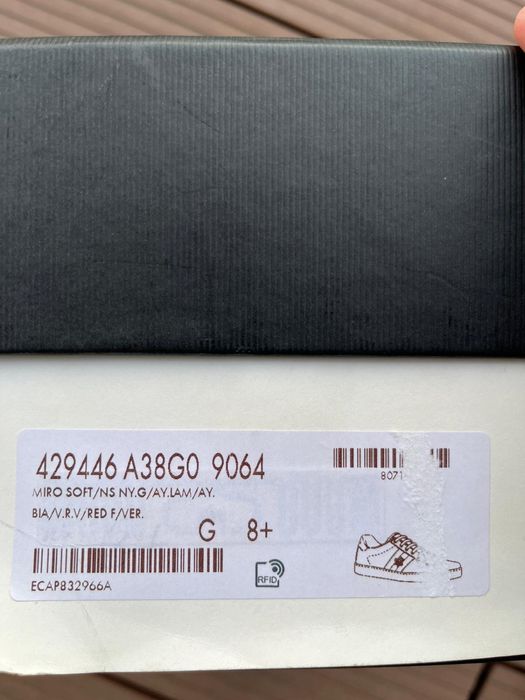 429446 A38G0 9064
8071
MIRO SOFT/NS NY.G/AY.LAM/AY.
BIA/V.R.V/RED F/VER.
G 8+
ECAP832966A
RFID